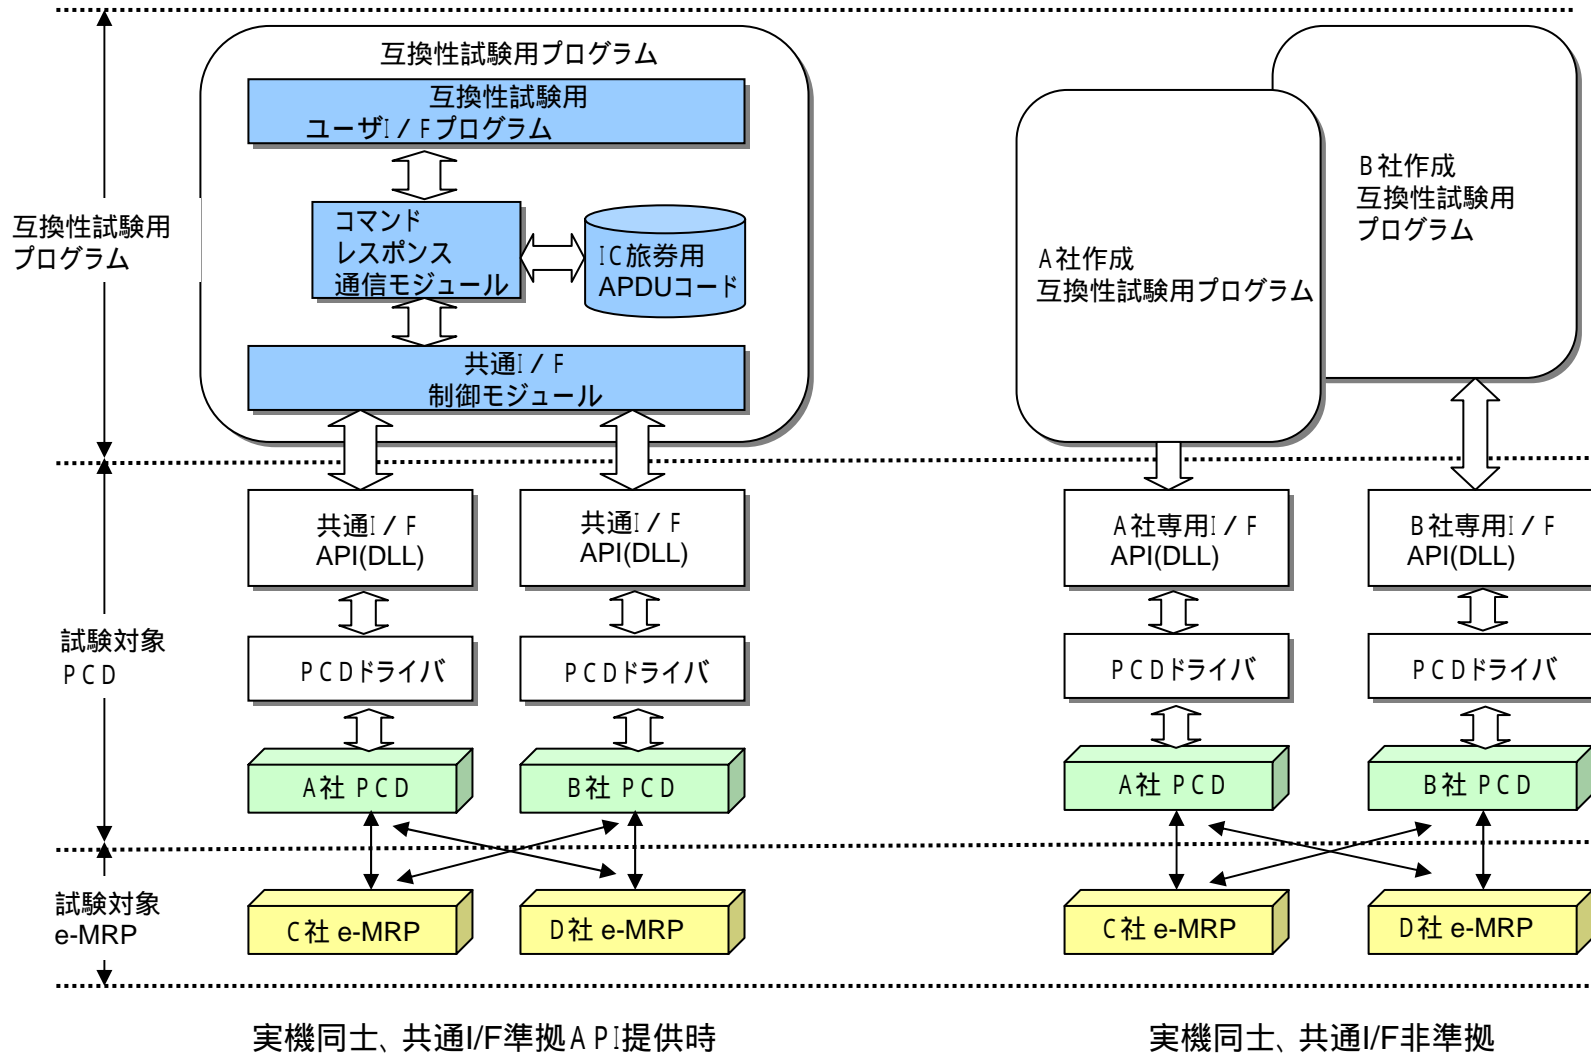 互換性試験用プログラム
互換性試験用
ユーザI/Fプログラム
コマンド
レスポンス
通信モジュール
IC旅券用
APDUコード
共通I/F
制御モジュール
A社作成
互換性試験用プログラム
B社作成
互換性試験用
プログラム
互換性試験用
プログラム
共通I/F
API(DLL)
共通I/F
API(DLL)
A社専用I/F
API(DLL)
B社専用I/F
API(DLL)
試験対象
PCD
PCDドライバ
PCDドライバ
PCDドライバ
PCDドライバ
A社 PCD
B社 PCD
A社 PCD
B社 PCD
試験対象
e-MRP
C社 e-MRP
D社 e-MRP
C社 e-MRP
D社 e-MRP
実機同士、共通I/F準拠API提供時
実機同士、共通I/F非準拠